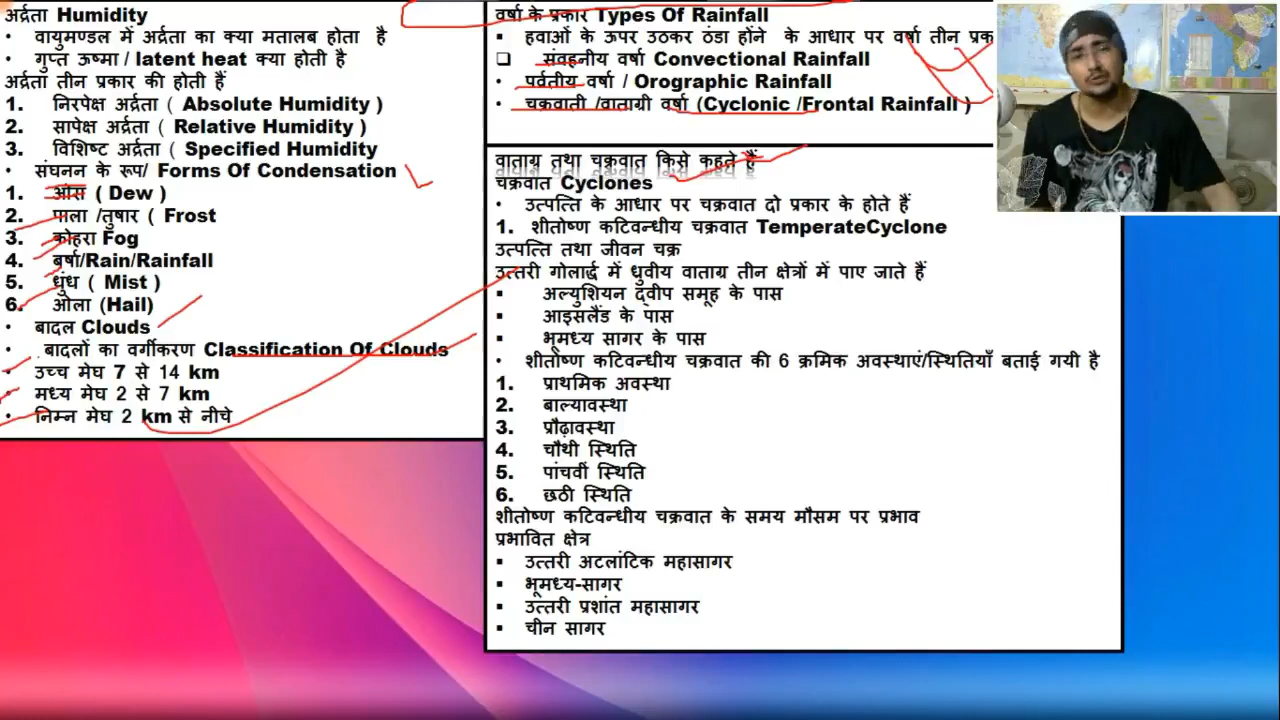 अर्द्रता Humidity
• वायुमण्डल में अर्द्रता का क्या मतालब होता है
• गुप्त ऊष्मा / latent heat क्या होती है
अर्द्रता तीन प्रकार की होती हैं
1. निरपेक्ष अर्द्रता ( Absolute Humidity )
2. सापेक्ष अर्द्रता ( Relative Humidity )
3. विशिष्ट अर्द्रता ( Specified Humidity
• संघनन के रूप/ Forms Of Condensation
1. ओस ( Dew )
2. पाला /तुषार ( Frost
3. कोहरा Fog
4. बर्षा/Rain/Rainfall
5. धुंध ( Mist )
6. ओला (Hail)
• बादल Clouds
• बादलों का वर्गीकरण Classification Of Clouds
• उच्च मेघ 7 से 14 km
• मध्य मेघ 2 से 7 km
• निम्न मेघ 2 km से नीचे
वर्षा के प्रकार Types Of Rainfall
▪ हवाओं के ऊपर उठकर ठंडा होंने के आधार पर वर्षा तीन प्रक
❑ संवहनीय वर्षा Convectional Rainfall
• पर्वतीय वर्षा / Orographic Rainfall
• चक्रवाती /वाताग्री वर्षा (Cyclonic /Frontal Rainfall )
वाताग्र तथा चक्रवात किसे कहते हैं
चक्रवात Cyclones
• उत्पत्ति के आधार पर चक्रवात दो प्रकार के होते हैं
1. शीतोष्ण कटिवन्धीय चक्रवात TemperateCyclone
उत्पत्ति तथा जीवन चक्र
उत्तरी गोलार्द्ध में ध्रुवीय वाताग्र तीन क्षेत्रों में पाए जाते हैं
▪ अल्युशियन द्वीप समूह के पास
▪ आइसलैंड के पास
▪ भूमध्य सागर के पास
• शीतोष्ण कटिवन्धीय चक्रवात की 6 क्रमिक अवस्थाएं/स्थितियाँ बताई गयी है
1. प्राथमिक अवस्था
2. बाल्यावस्था
3. प्रौढ़ावस्था
4. चौथी स्थिति
5. पांचवीं स्थिति
6. छठी स्थिति
शीतोष्ण कटिवन्धीय चक्रवात के समय मौसम पर प्रभाव
प्रभावित क्षेत्र
▪ उत्तरी अटलांटिक महासागर
▪ भूमध्य-सागर
▪ उत्तरी प्रशांत महासागर
▪ चीन सागर